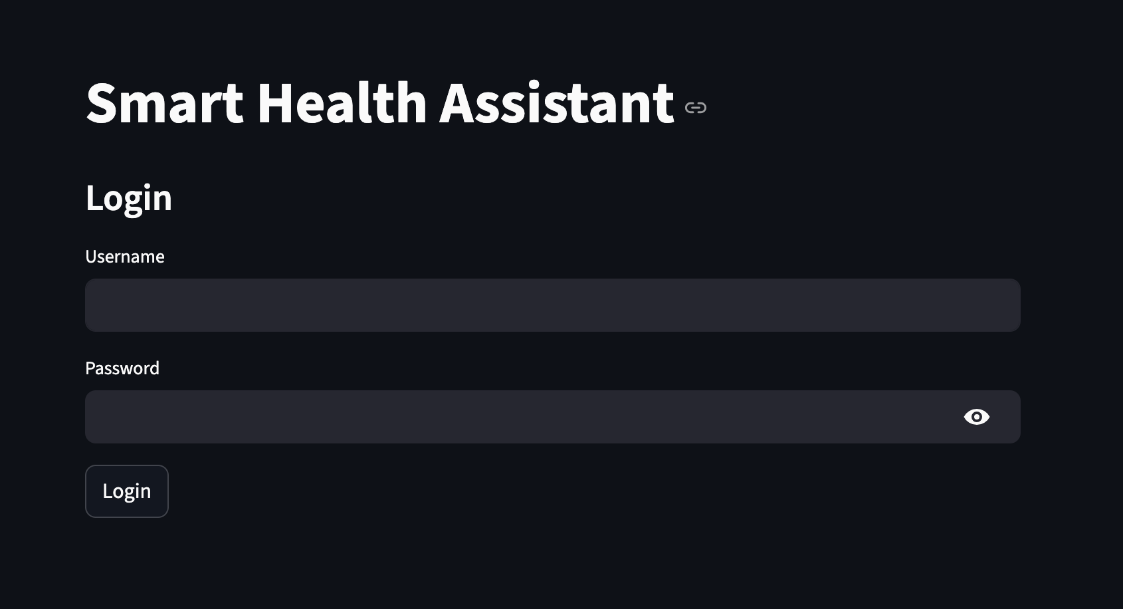 Smart Health Assistant
Login
Username
Password
Login